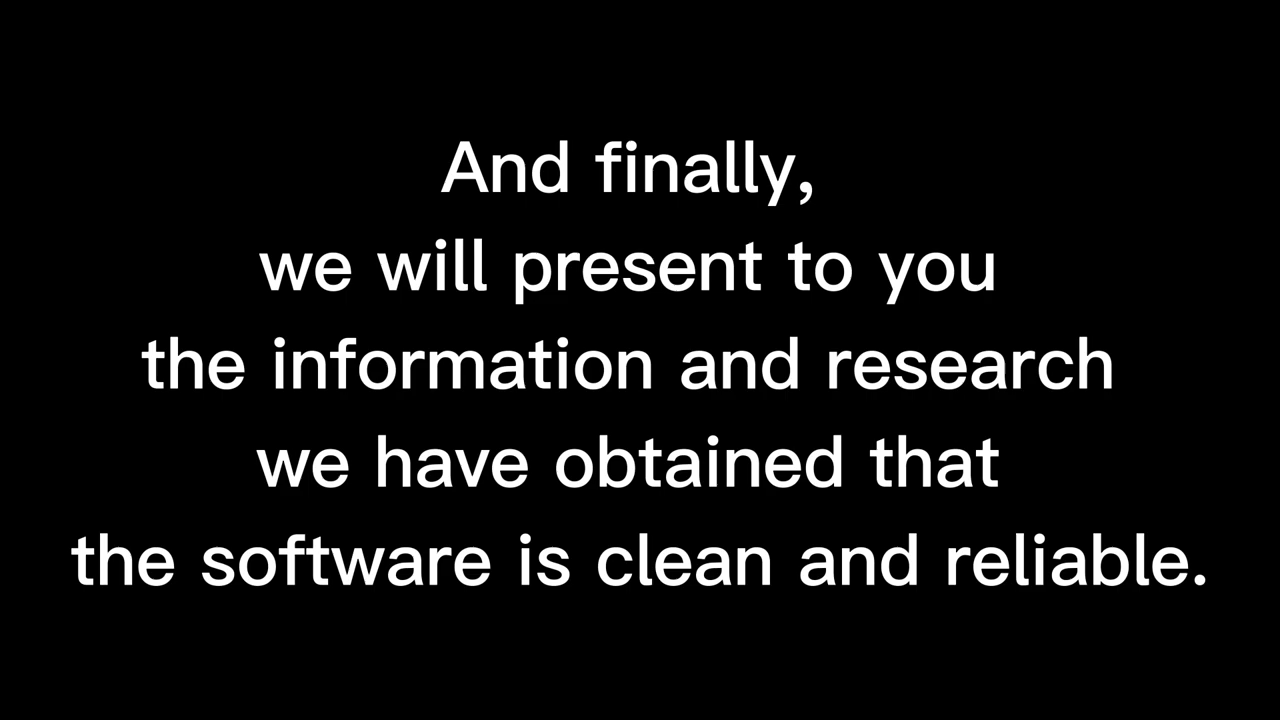 And finally,
we will present to you
the information and research
we have obtained that
the software is clean and reliable.